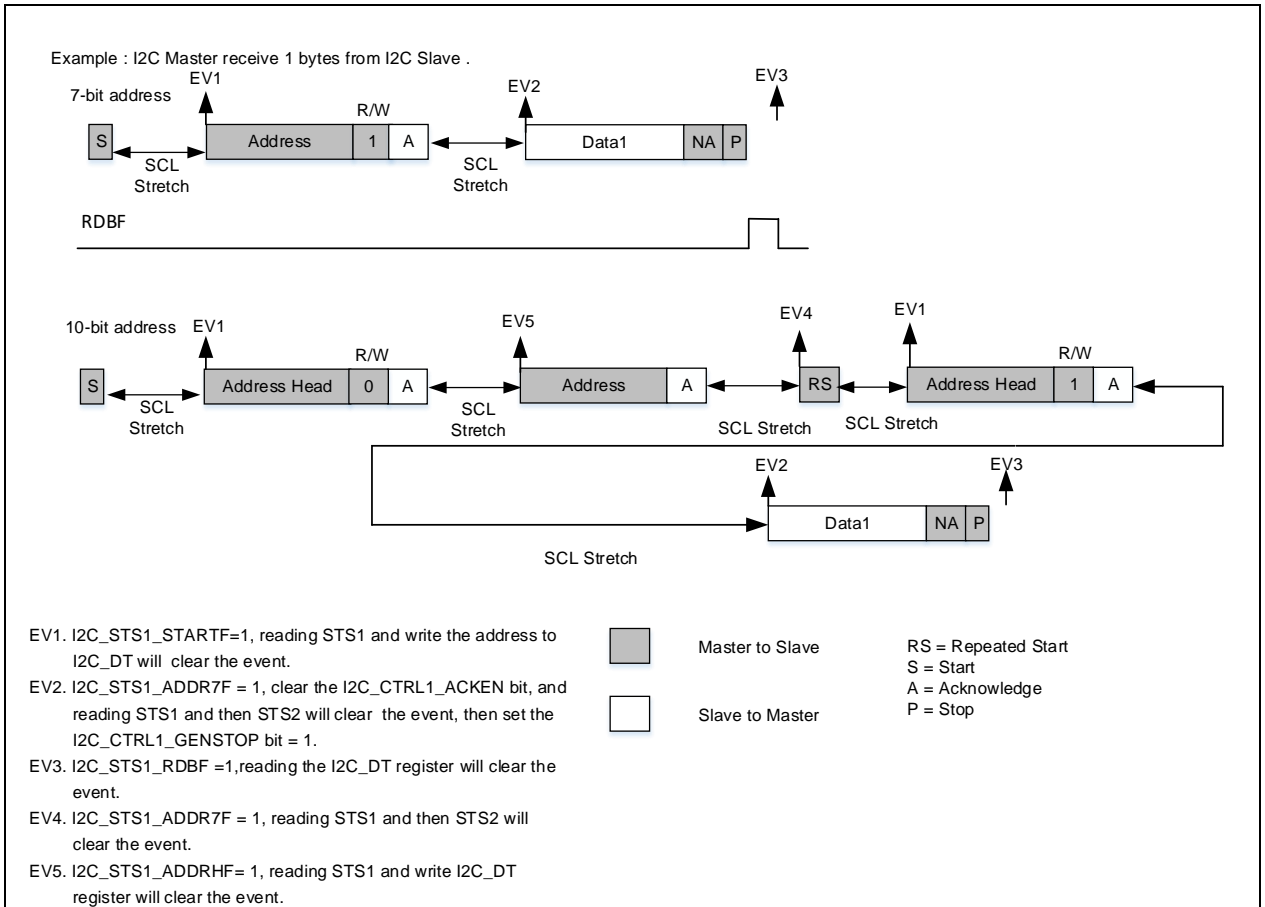 Example : I2C Master receive 1 bytes from I2C Slave .
EV1
EV2
EV3
7-bit address
R/W
S
Address
1
A
Data1
NA
P
SCL
Stretch
SCL
Stretch
RDBF
10-bit address
EV1
EV5
EV4
EV1
R/W
R/W
S
Address Head
0
A
Address
A
RS
Address Head
1
A
SCL
Stretch
SCL
Stretch
SCL Stretch
SCL Stretch
EV2
EV3
Data1
NA
P
SCL Stretch
EV1. I2C_STS1_STARTF=1, reading STS1 and write the address to
I2C_DT will clear the event.
EV2. I2C_STS1_ADDR7F = 1, clear the I2C_CTRL1_ACKEN bit, and
reading STS1 and then STS2 will clear the event, then set the
I2C_CTRL1_GENSTOP bit = 1.
EV3. I2C_STS1_RDBF =1,reading the I2C_DT register will clear the
event.
EV4. I2C_STS1_ADDR7F = 1, reading STS1 and then STS2 will
clear the event.
EV5. I2C_STS1_ADDRHF= 1, reading STS1 and write I2C_DT
register will clear the event.
Master to Slave
Slave to Master
RS = Repeated Start
S = Start
A = Acknowledge
P = Stop